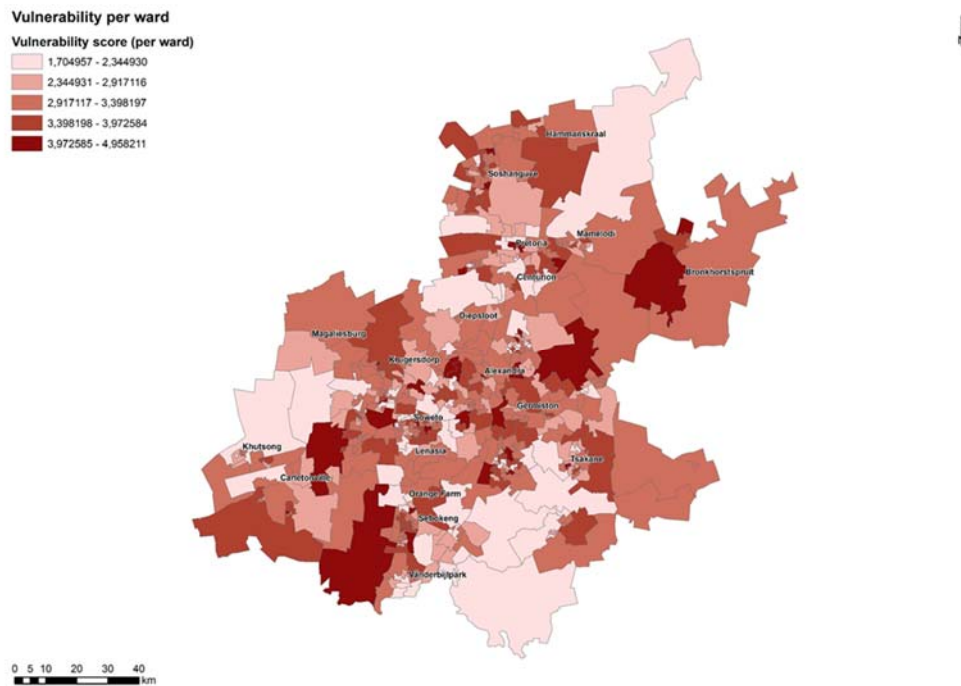 Vulnerability per ward
Vulnerability score (per ward)
1,704957 - 2,344930
2,344931 - 2,917116
2,917117 - 3,398197
3,398198 - 3,972584
3,972585 - 4,958211
Hammanskraal
Soshanguve
Mamelodi
Pretoria
Bronkhorstspruit
Centurion
Diepsloot
Magaliesburg
Krugersdorp
Alexandra
Germiston
Soweto
Khutsong
Lenasia
Tsakane
Carletonville
Orange Farm
Sebokeng
Vanderbijlpark
0 5 10 20 30 40
km